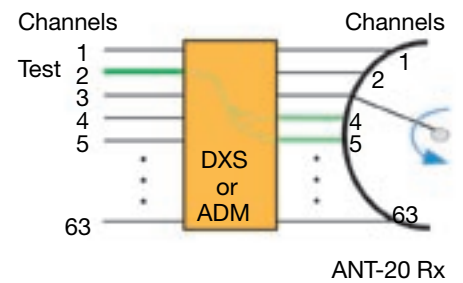 Channels Channels
1 1
Test 2 2
3
4 4
5 5
DXS
or
ADM
63 63
ANT-20 Rx